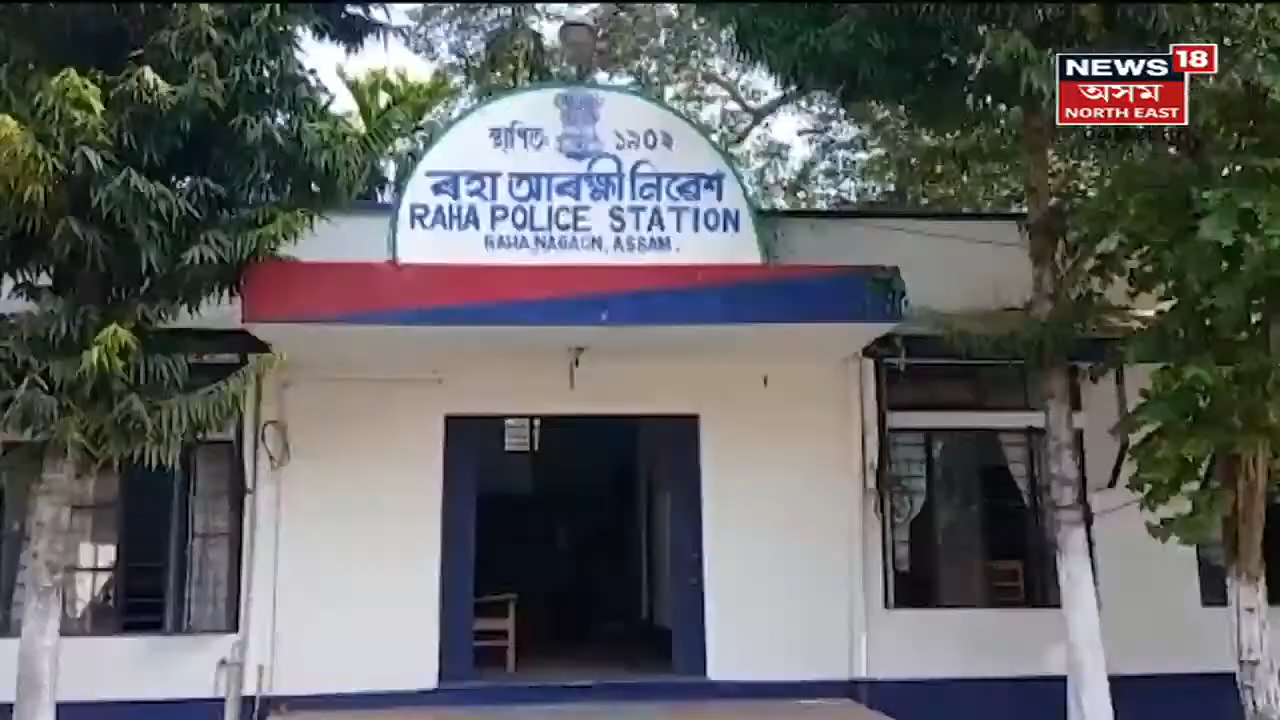 স্থাপিত ১৯০২
ৰহা আৰক্ষী নিৱেশ
RAHA POLICE STATION
RAHA, NAGAON, ASSAM.
NEWS 18
অসম
NORTH EAST